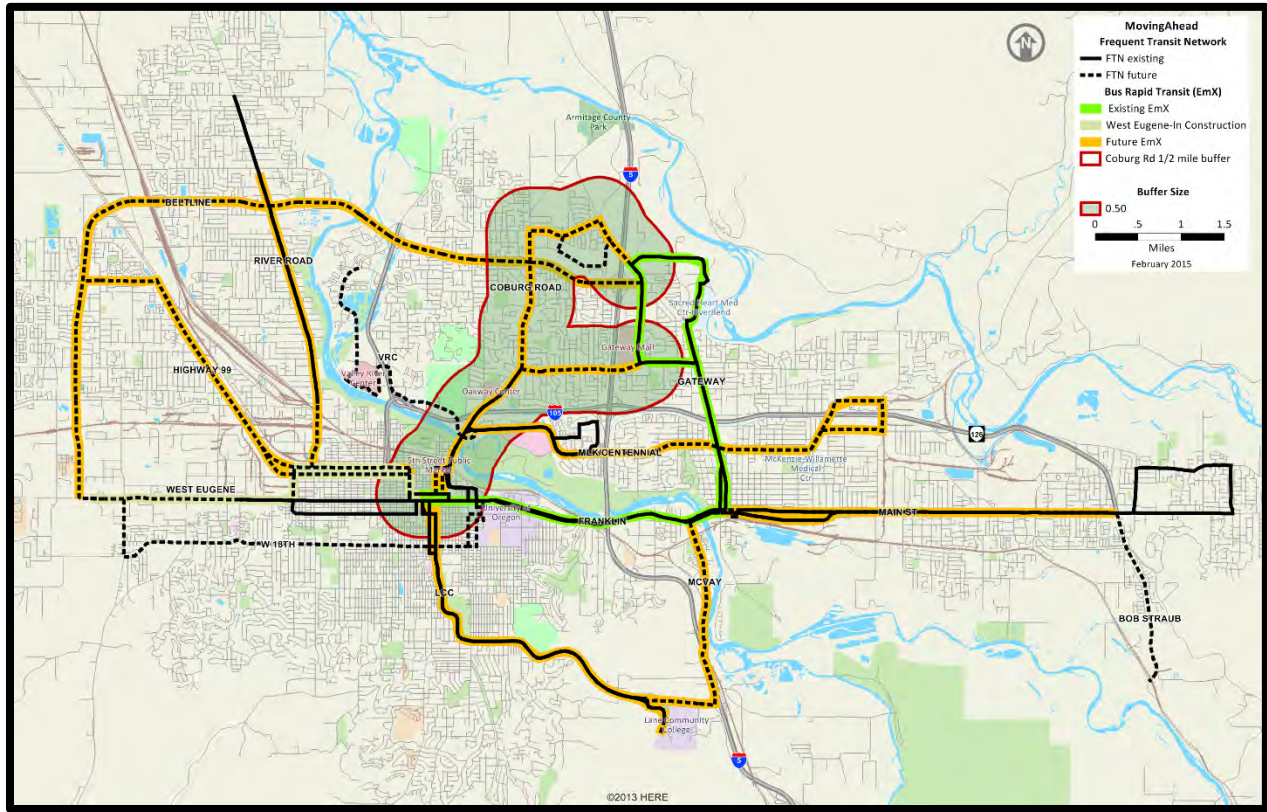 MovingAhead
Frequent Transit Network
FTN existing
FTN future
Bus Rapid Transit (EmX)
Existing EmX
West Eugene-In Construction
Future EmX
Coburg Rd 1/2 mile buffer
Buffer Size
0.50
0 0.5 1 1.5
Miles
February 2015
N
Armitage County
Park
5
BELTLINE
RIVER ROAD
COBURG ROAD
Sacred Heart Med
Ctr-RiverBend
Gateway Mall
VRC
Valley River
Center
HIGHWAY 99
GATEWAY
Oakway Center
105
126
MLK/CENTENNIAL
5th Street Public
Market
McKenzie-Willamette
Medical
Ctr
WEST EUGENE
University of
Oregon
FRANKLIN
MAIN ST
W 18TH
LCC
MCVAY
BOB STRAUB
Lane Community
College
5
©2013 HERE